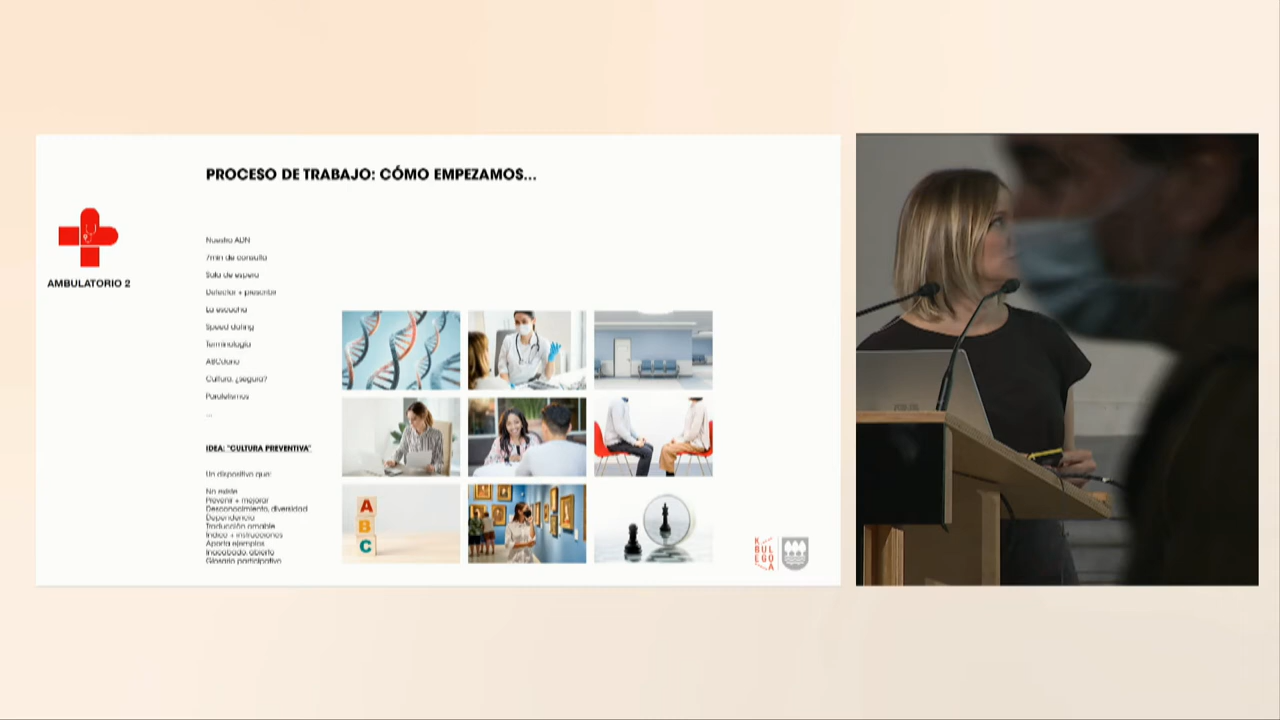 PROCESO DE TRABAJO: CÓMO EMPEZAMOS...
AMBULATORIO 2
Nuestro ADN
7min de consulta
Sala de espera
Detectar + prescribir
La escucha
Speed dating
Terminología
ABCdario
Cultura, ¿segura?
Paralelismos
...
IDEA: "CULTURA PREVENTIVA"
Un dispositivo que:
No existe
Prevenir + mejorar
Desconocimiento, diversidad
Dependencia
Traducción amable
Índice + instrucciones
Aporta ejemplos
Inacabado, abierto
Glosario participativo
A
B
C